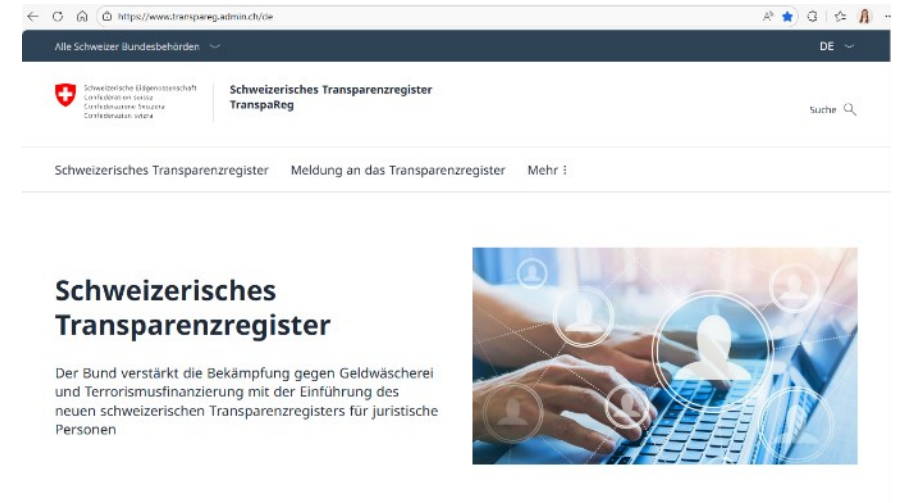 https://www.transpareg.admin.ch/de
Alle Schweizer Bundesbehörden
DE
Schweizerische Eidgenossenschaft
Confédération suisse
Confederazione Svizzera
Confederaziun svizra
Schweizerisches Transparenzregister
TranspaReg
Suche
Schweizerisches Transparenzregister Meldung an das Transparenzregister Mehr
Schweizerisches
Transparenzregister
Der Bund verstärkt die Bekämpfung gegen Geldwäscherei
und Terrorismusfinanzierung mit der Einführung des
neuen schweizerischen Transparenzregisters für juristische
Personen